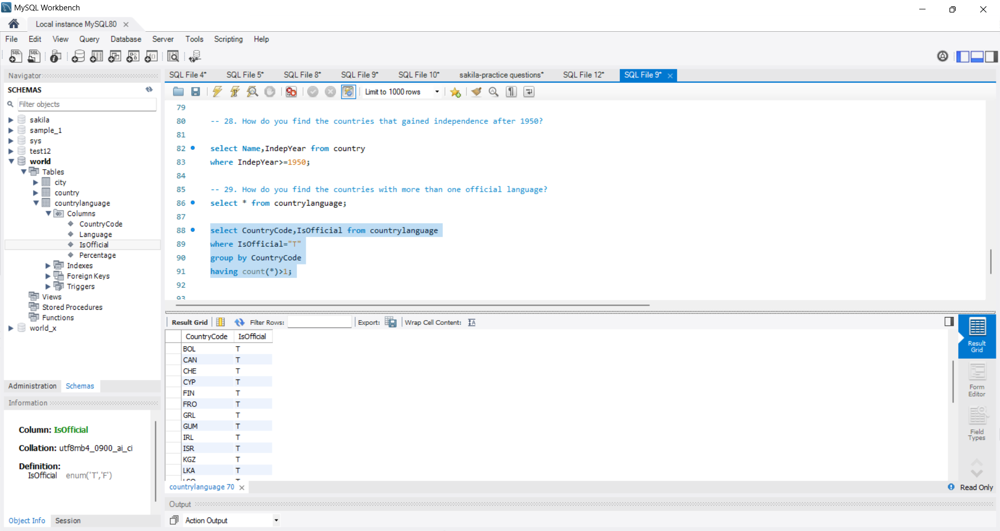 MySQL Workbench
Local instance MySQL80
File Edit View Query Database Server Tools Scripting Help
Navigator
SCHEMAS
Filter objects
sakila
sample_1
sys
test12
world
Tables
city
country
countrylanguage
Columns
CountryCode
Language
IsOfficial
Percentage
Indexes
Foreign Keys
Triggers
Views
Stored Procedures
Functions
world_x
Administration Schemas
Information
Column: IsOfficial
Collation: utf8mb4_0900_ai_ci
Definition:
IsOfficial enum('T','F')
Object Info Session
SQL File 4* SQL File 5* SQL File 8* SQL File 9* SQL File 10* sakila-practice questions* SQL File 12* SQL File 9*
Limit to 1000 rows
79
80 -- 28. How do you find the countries that gained independence after 1950?
81
82 select Name,IndepYear from country
83 where IndepYear>=1950;
84
85 -- 29. How do you find the countries with more than one official language?
86 select * from countrylanguage;
87
88 select CountryCode,IsOfficial from countrylanguage
89 where IsOfficial="T"
90 group by CountryCode
91 having count(*)>1;
92
93
Result Grid Filter Rows: Export: Wrap Cell Content:
CountryCode IsOfficial
BOL T
CAN T
CHE T
CYP T
FIN T
FRO T
GRL T
GUM T
IRL T
ISR T
KGZ T
LKA T
LSO T
Result
Grid
Form
Editor
Field
Types
countrylanguage 70
Read Only
Output
Action Output